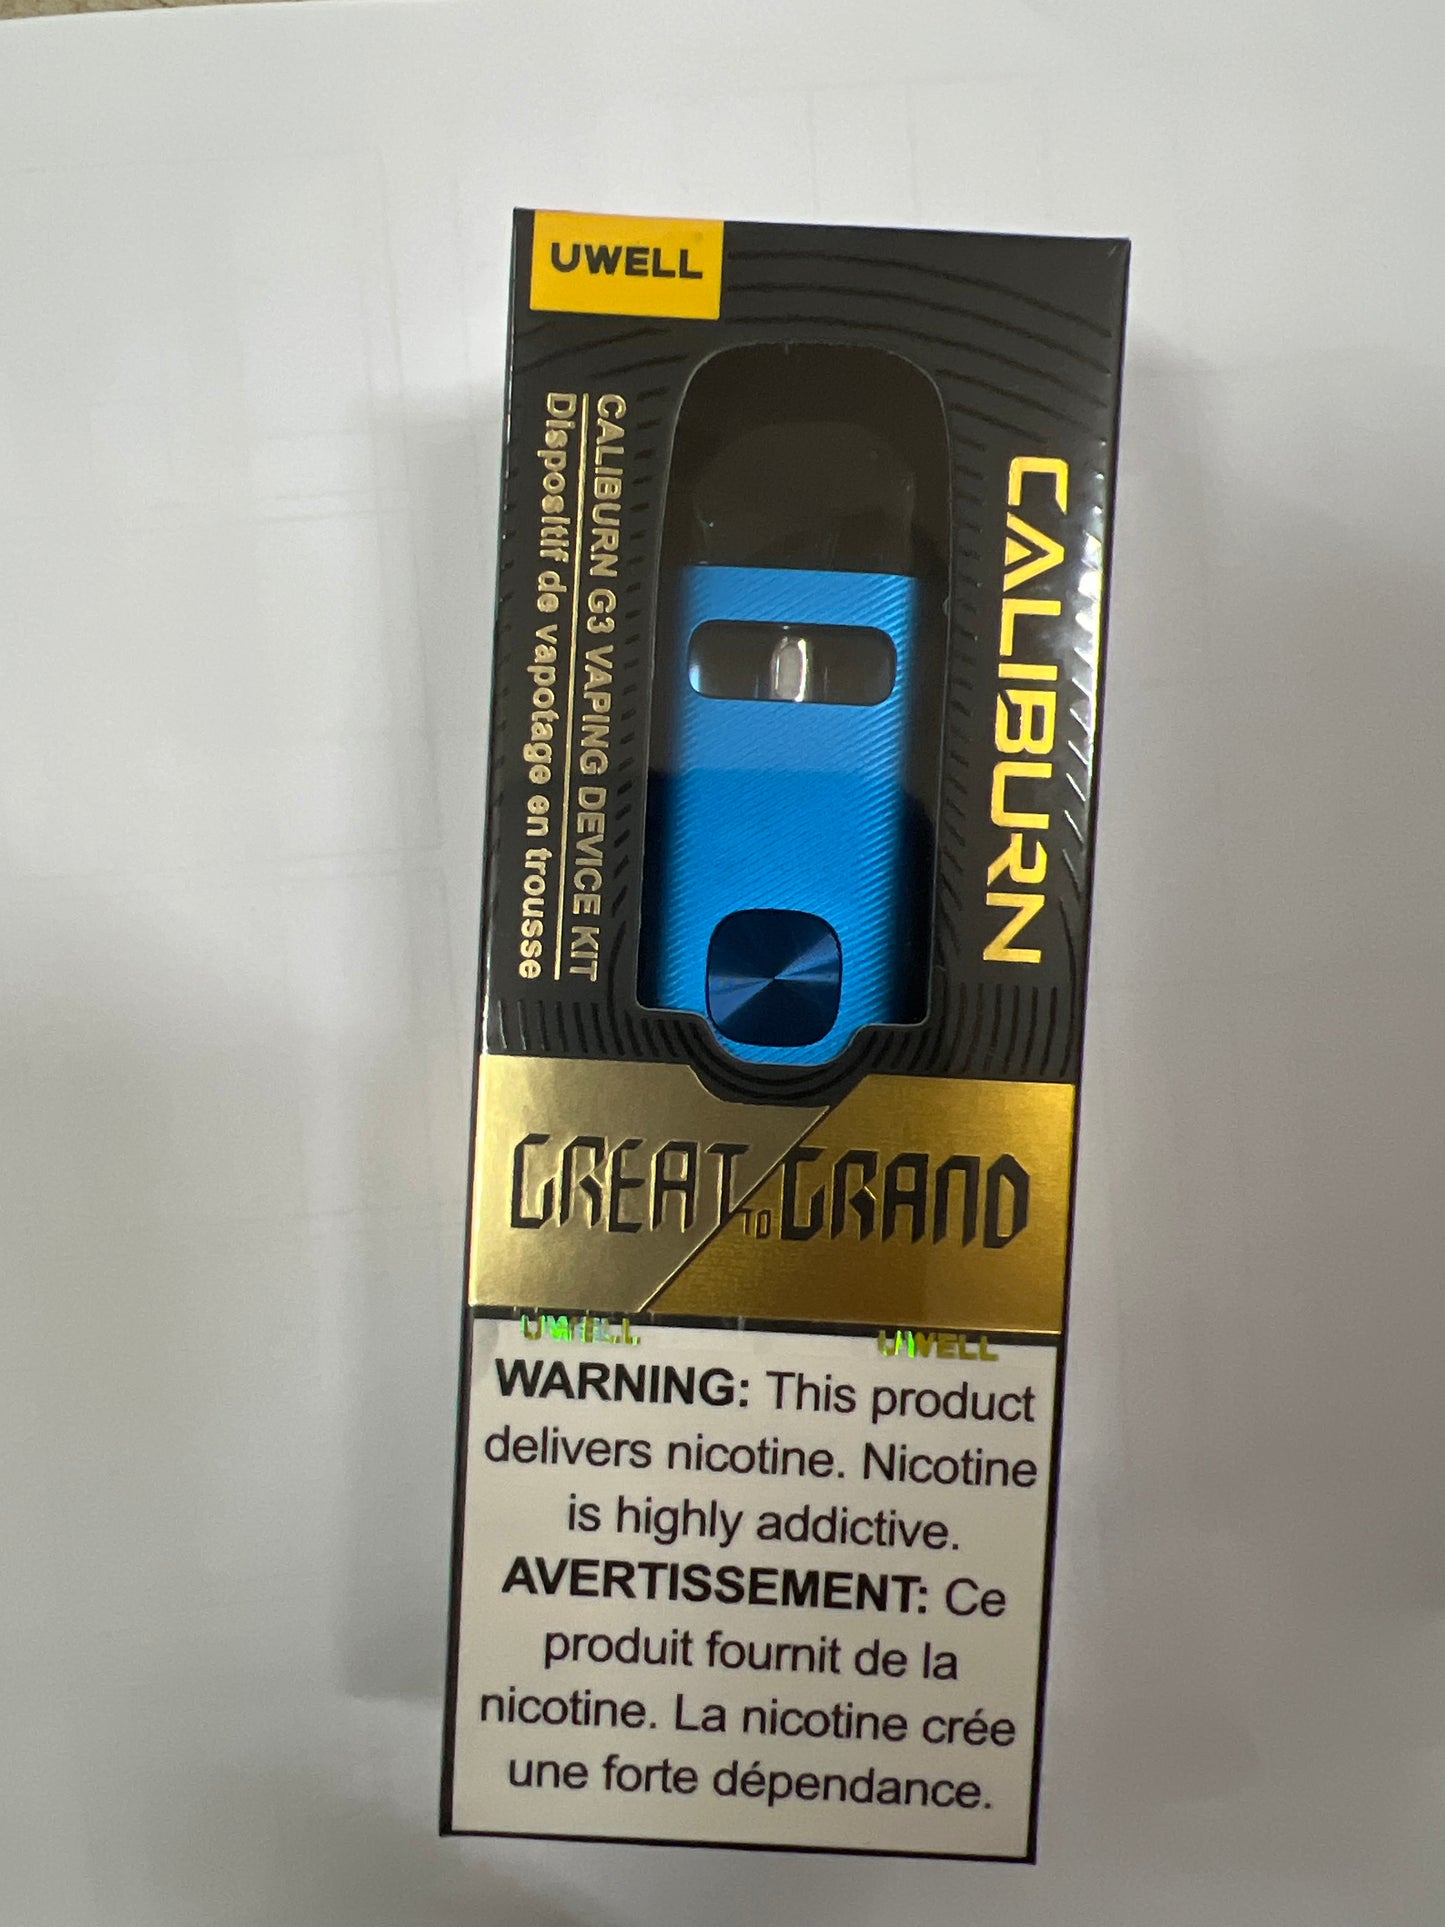 UWELL
CALIBURN G3 VAPING DEVICE KIT
Dispositif de vapotage en trousse
CALIBURN
GREAT TO GRAND
UWELL UWELL
WARNING: This product
delivers nicotine. Nicotine
is highly addictive.
AVERTISSEMENT: Ce
produit fournit de la
nicotine. La nicotine crée
une forte dépendance.